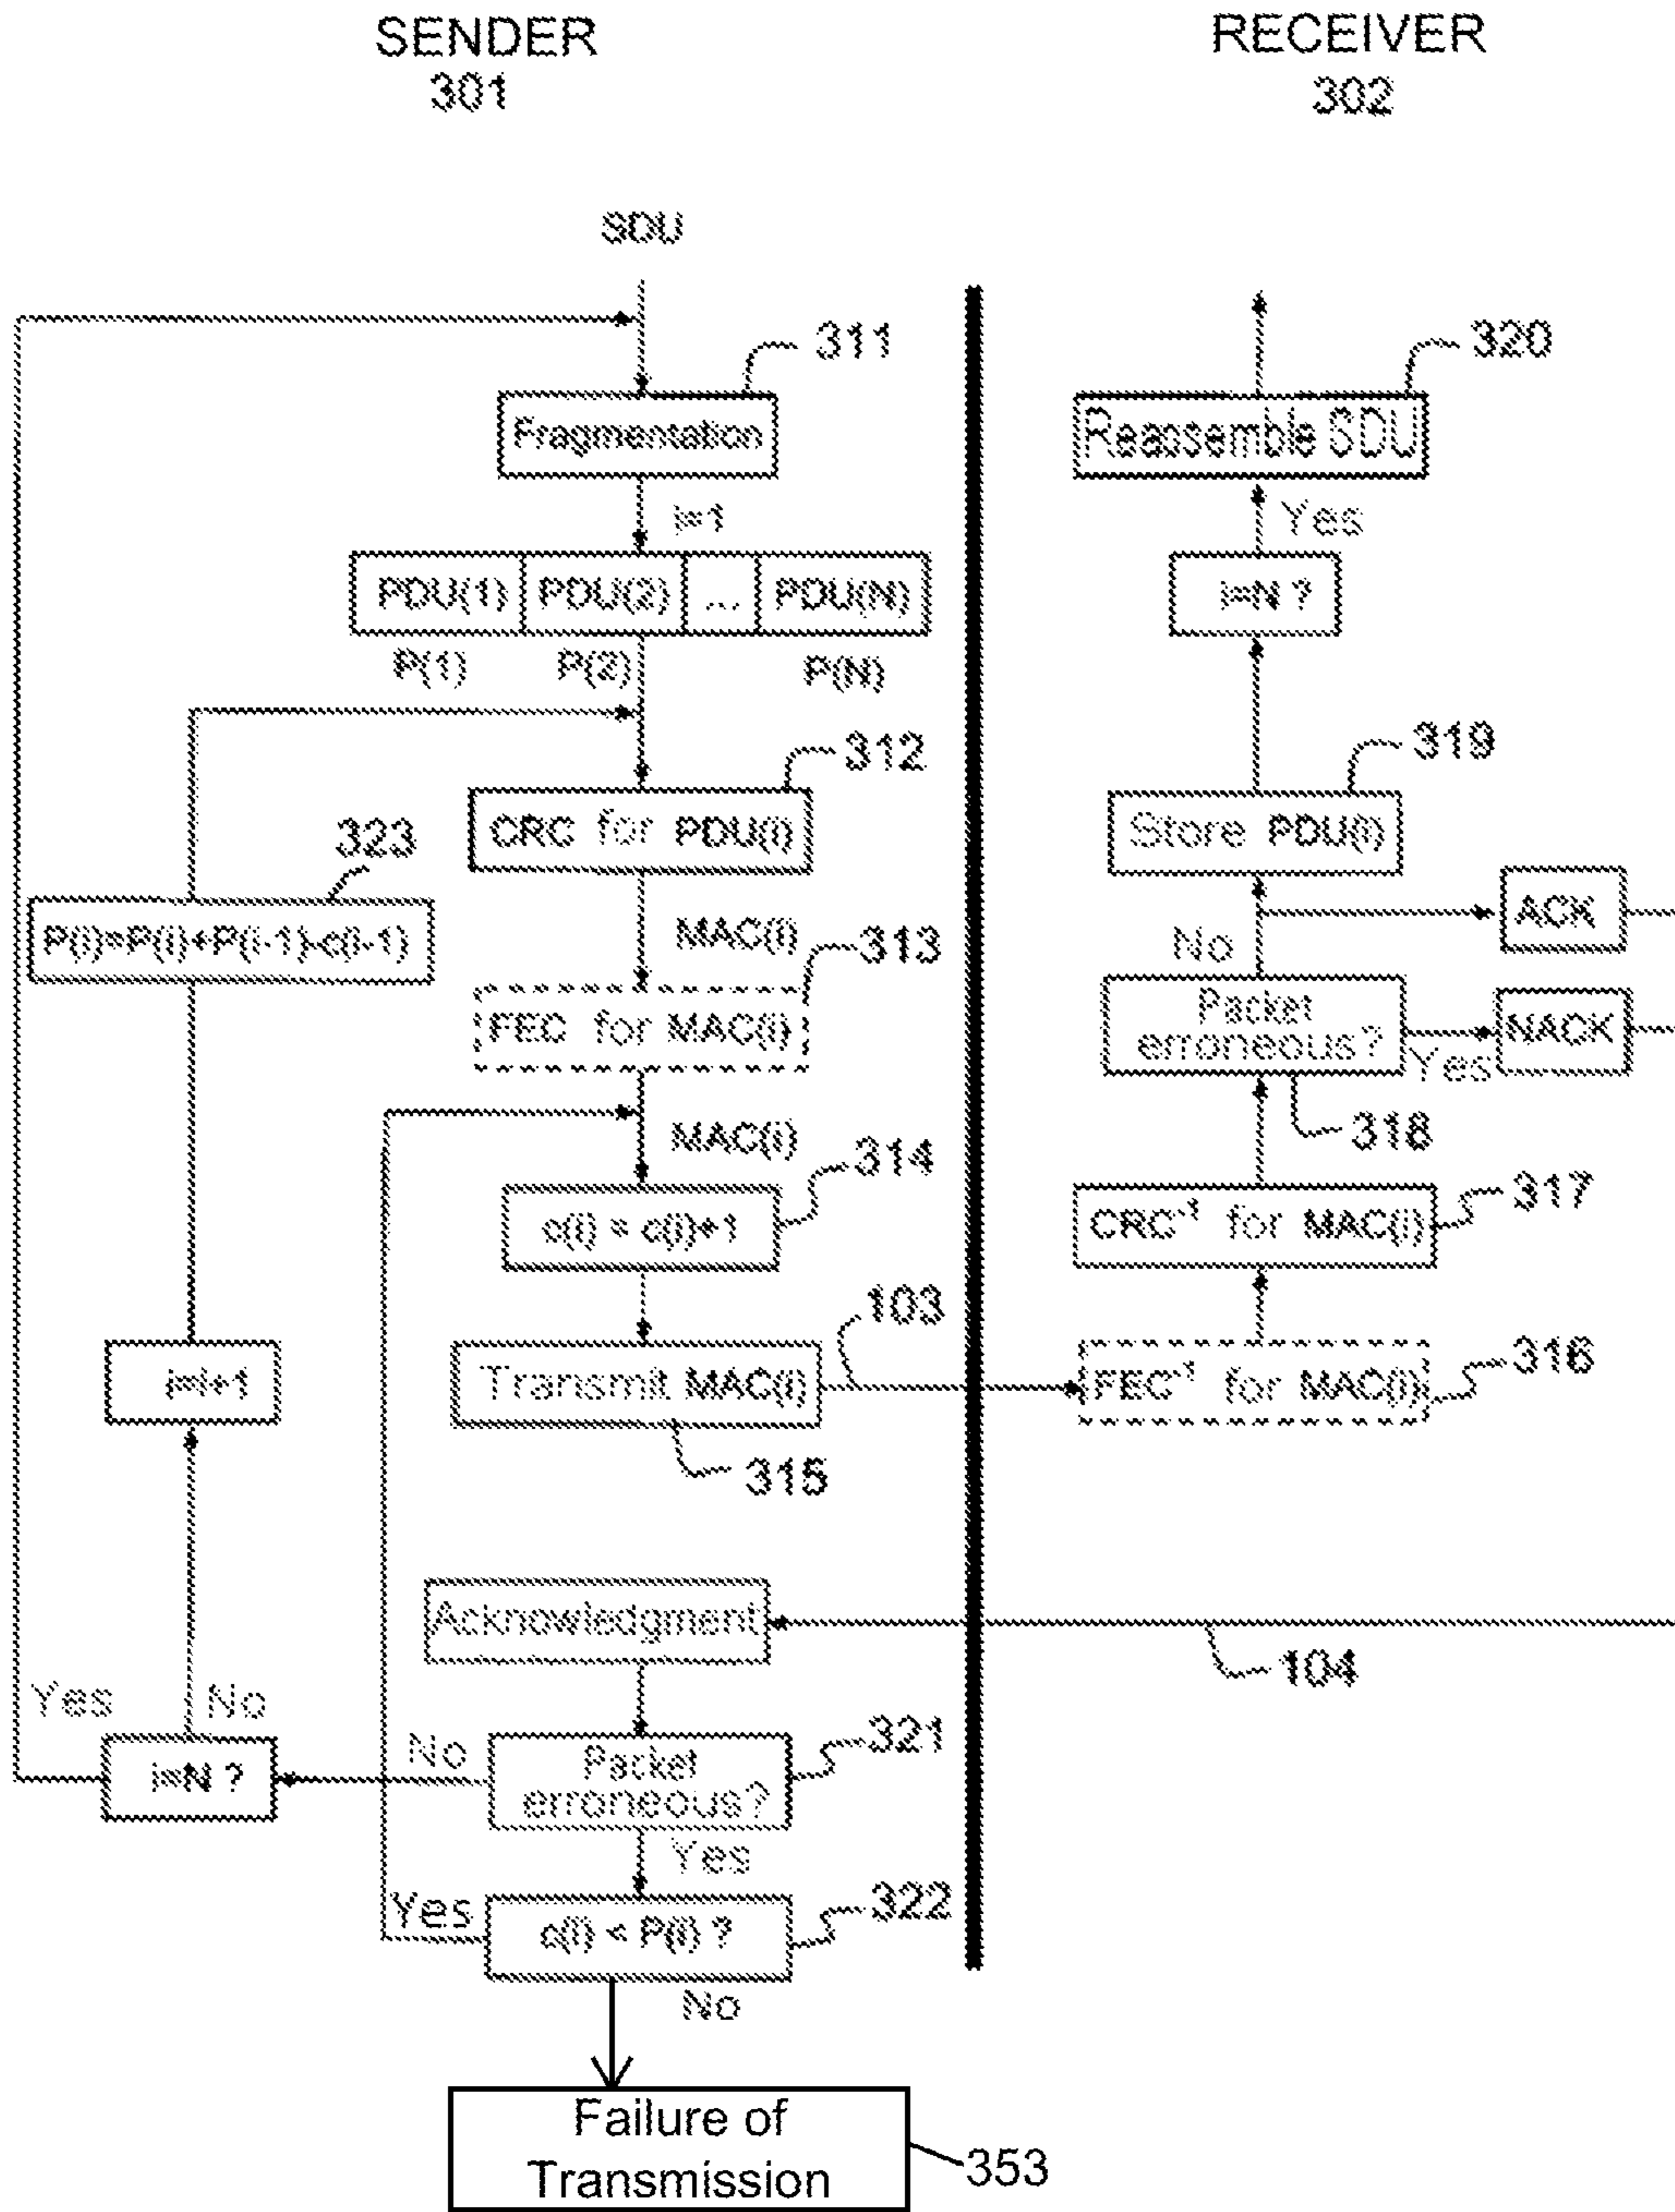 SENDER
301
RECEIVER
302
SDU
311
Fragmentation
i=1
PDU(1) PDU(2) ... PDU(N)
P(1) P(2) P(N)
312
CRC for PDU(i)
323
P(i)=P(i)+P(i-1)-c(i-1)
MAC(i)
313
FEC for MAC(i)
MAC(i)
314
c(i) = c(i)+1
103
i=i+1
Transmit MAC(i)
315
Acknowledgment
Yes
No
i=N ?
No
Packet
erroneous?
321
Yes
Yes
c(i) < P(i) ?
322
No
Failure of
Transmission
353
320
Reassemble SDU
Yes
i=N ?
319
Store PDU(i)
ACK
No
Packet
erroneous?
Yes
NACK
318
317
CRC-1 for MAC(i)
316
FEC-1 for MAC(i)
104